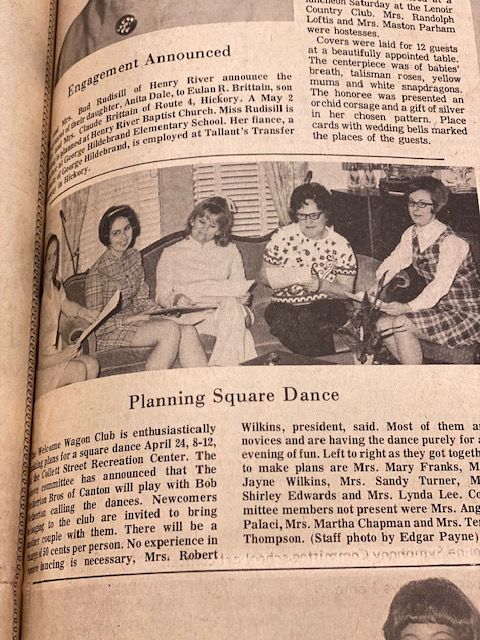 luncheon Saturday at the Lenoir
Country Club. Mrs. Randolph
Loftis and Mrs. Maston Parham
were hostesses.
Covers were laid for 12 guests
at a beautifully appointed table.
The centerpiece was of babies'
breath, talisman roses, yellow
mums and white snapdragons.
The honoree was presented an
orchid corsage and a gift of silver
in her chosen pattern. Place
cards with wedding bells marked
the places of the guests.
Engagement Announced
Mrs. Bud Rudisill of Henry River announce the
of their daughter, Anita Dale, to Eulan R. Brittain, son
Mrs. Claude Brittain of Route 4, Hickory. A May 2
planned at Henry River Baptist Church. Miss Rudisill is
at George Hildebrand Elementary School. Her fiance, a
of George Hildebrand, is employed at Tallant's Transfer
in Hickory.
Planning Square Dance
Welcome Wagon Club is enthusiastically
plans for a square dance April 24, 8-12,
Collett Street Recreation Center. The
committee has announced that The
Bros of Canton will play with Bob
calling the dances. Newcomers
to the club are invited to bring
couple with them. There will be a
50 cents per person. No experience in
dancing is necessary, Mrs. Robert
Wilkins, president, said. Most of them
novices and are having the dance purely for
evening of fun. Left to right as they got
to make plans are Mrs. Mary Franks,
Jayne Wilkins, Mrs. Sandy Turner,
Shirley Edwards and Mrs. Lynda Lee.
mittee members not present were Mrs.
Palaci, Mrs. Martha Chapman and Mrs.
Thompson. (Staff photo by Edgar Payne)